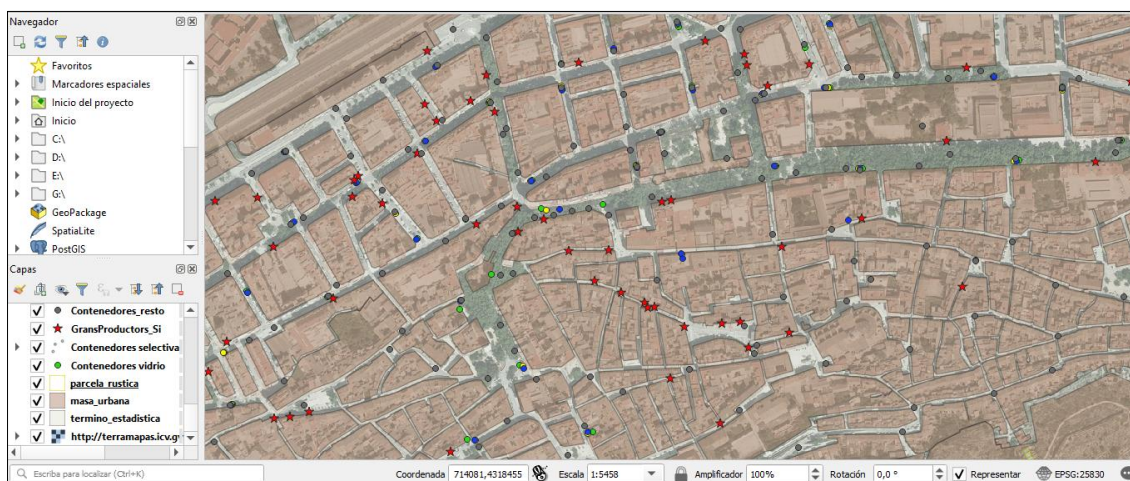 Navegador
Favoritos
Marcadores espaciales
Inicio del proyecto
Inicio
C:\
D:\
E:\
G:\
GeoPackage
SpatiaLite
PostGIS
Capas
Contenedores_resto
GransProductors_Si
Contenedores selectiva
Contenedores vidrio
parcela_rustica
masa_urbana
termino_estadistica
http://terramapas.icv.gv
Escriba para localizar (Ctrl+K) Coordenada 714081,4318455 Escala 1:5458 Amplificador 100% Rotación 0,0 ° Representar EPSG:25830